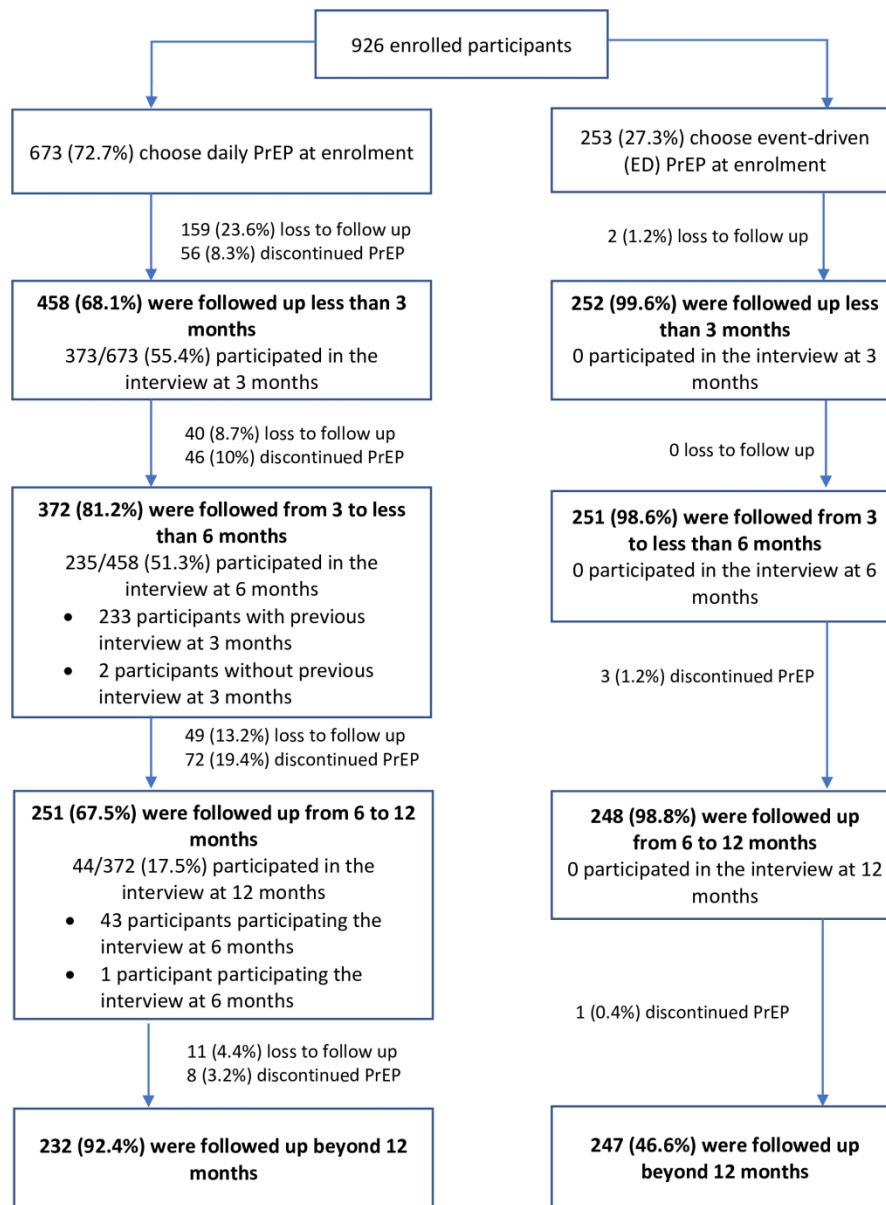 926 enrolled participants
673 (72.7%) choose daily PrEP at enrolment
253 (27.3%) choose event-driven
(ED) PrEP at enrolment
159 (23.6%) loss to follow up
56 (8.3%) discontinued PrEP
2 (1.2%) loss to follow up
458 (68.1%) were followed up less than 3
months
373/673 (55.4%) participated in the
interview at 3 months
252 (99.6%) were followed up less
than 3 months
0 participated in the interview at 3
months
40 (8.7%) loss to follow up
46 (10%) discontinued PrEP
0 loss to follow up
372 (81.2%) were followed from 3 to less
than 6 months
235/458 (51.3%) participated in the
interview at 6 months
• 233 participants with previous
interview at 3 months
• 2 participants without previous
interview at 3 months
251 (98.6%) were followed from 3
to less than 6 months
0 participated in the interview at 6
months
49 (13.2%) loss to follow up
72 (19.4%) discontinued PrEP
3 (1.2%) discontinued PrEP
251 (67.5%) were followed up from 6 to 12
months
44/372 (17.5%) participated in the
interview at 12 months
• 43 participants participating the
interview at 6 months
• 1 participant participating the
interview at 6 months
248 (98.8%) were followed up
from 6 to 12 months
0 participated in the interview at 12
months
11 (4.4%) loss to follow up
8 (3.2%) discontinued PrEP
1 (0.4%) discontinued PrEP
232 (92.4%) were followed up beyond 12
months
247 (46.6%) were followed up
beyond 12 months